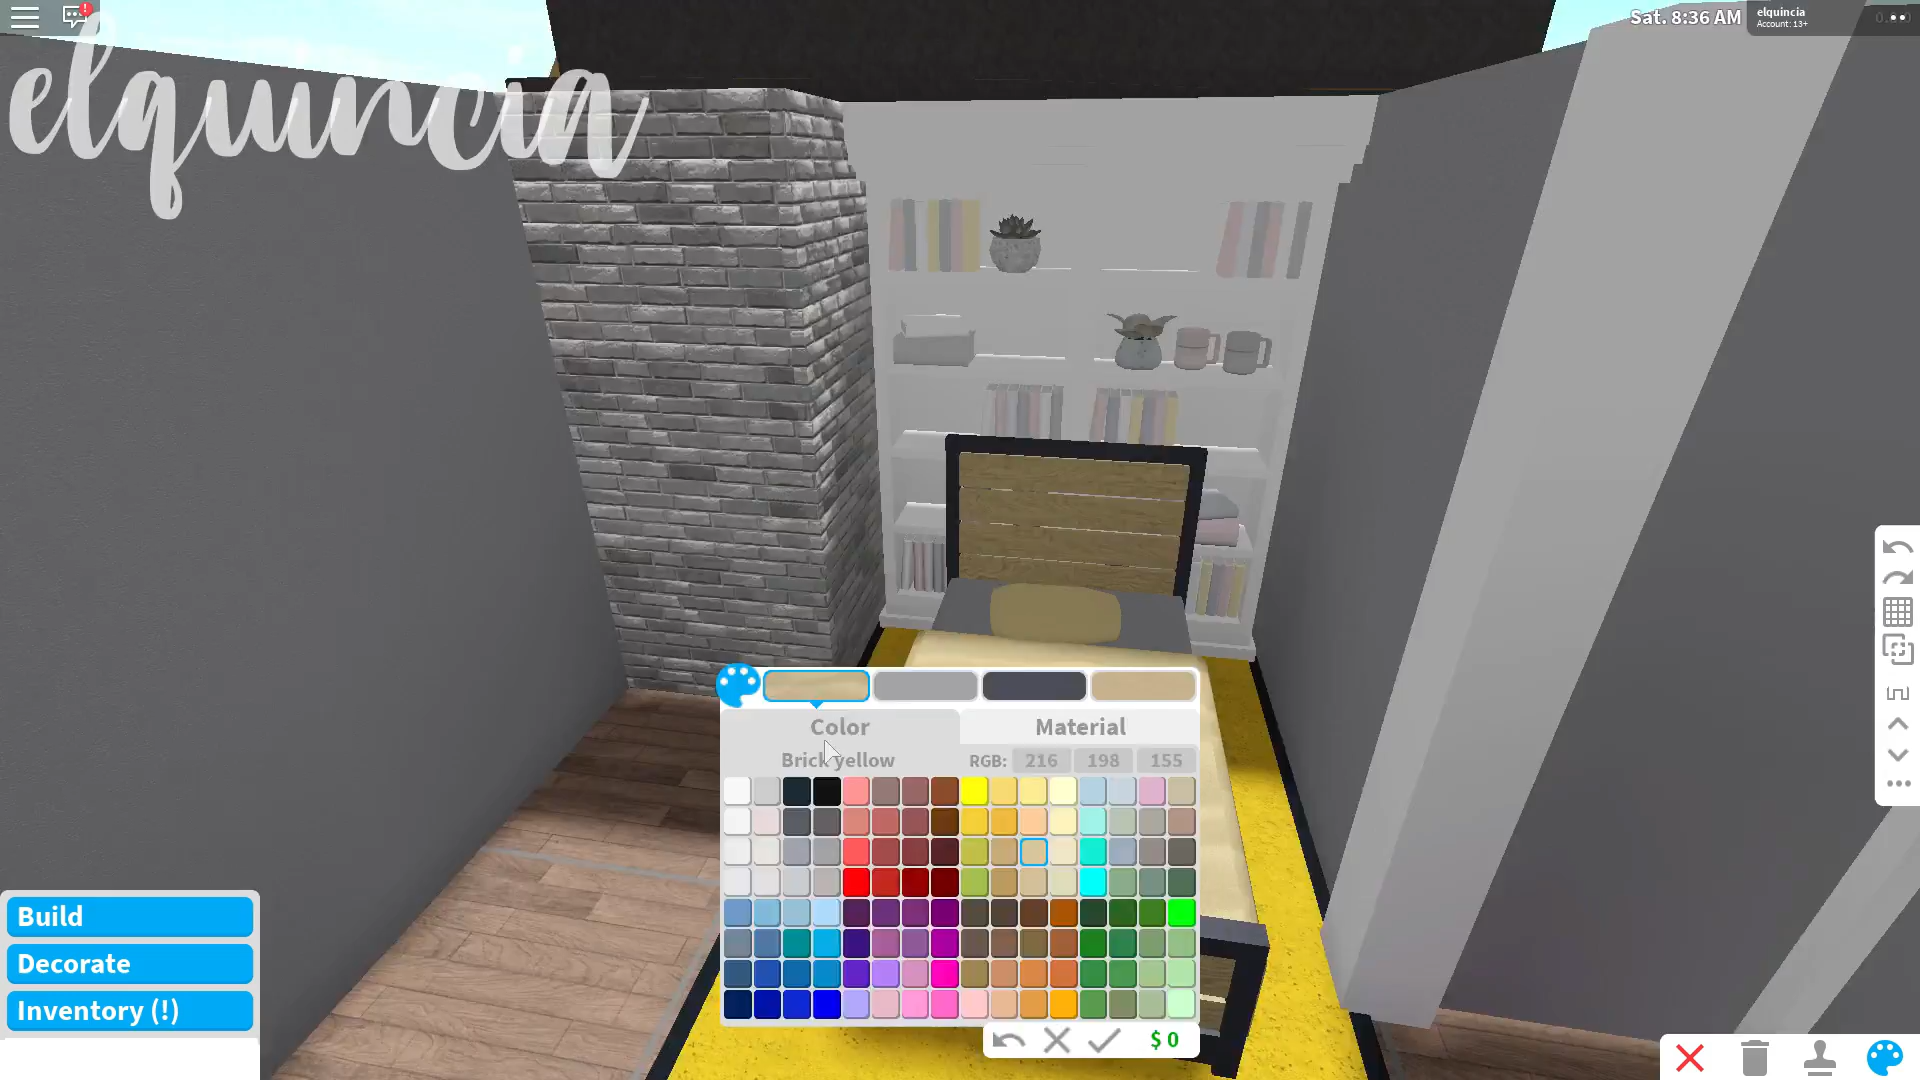 Sat. 8:36 AM
elquincia
Account: 13+
elquincia
Color
Material
Brick yellow
RGB: 216 198 155
Build
Decorate
Inventory (!)
$ 0